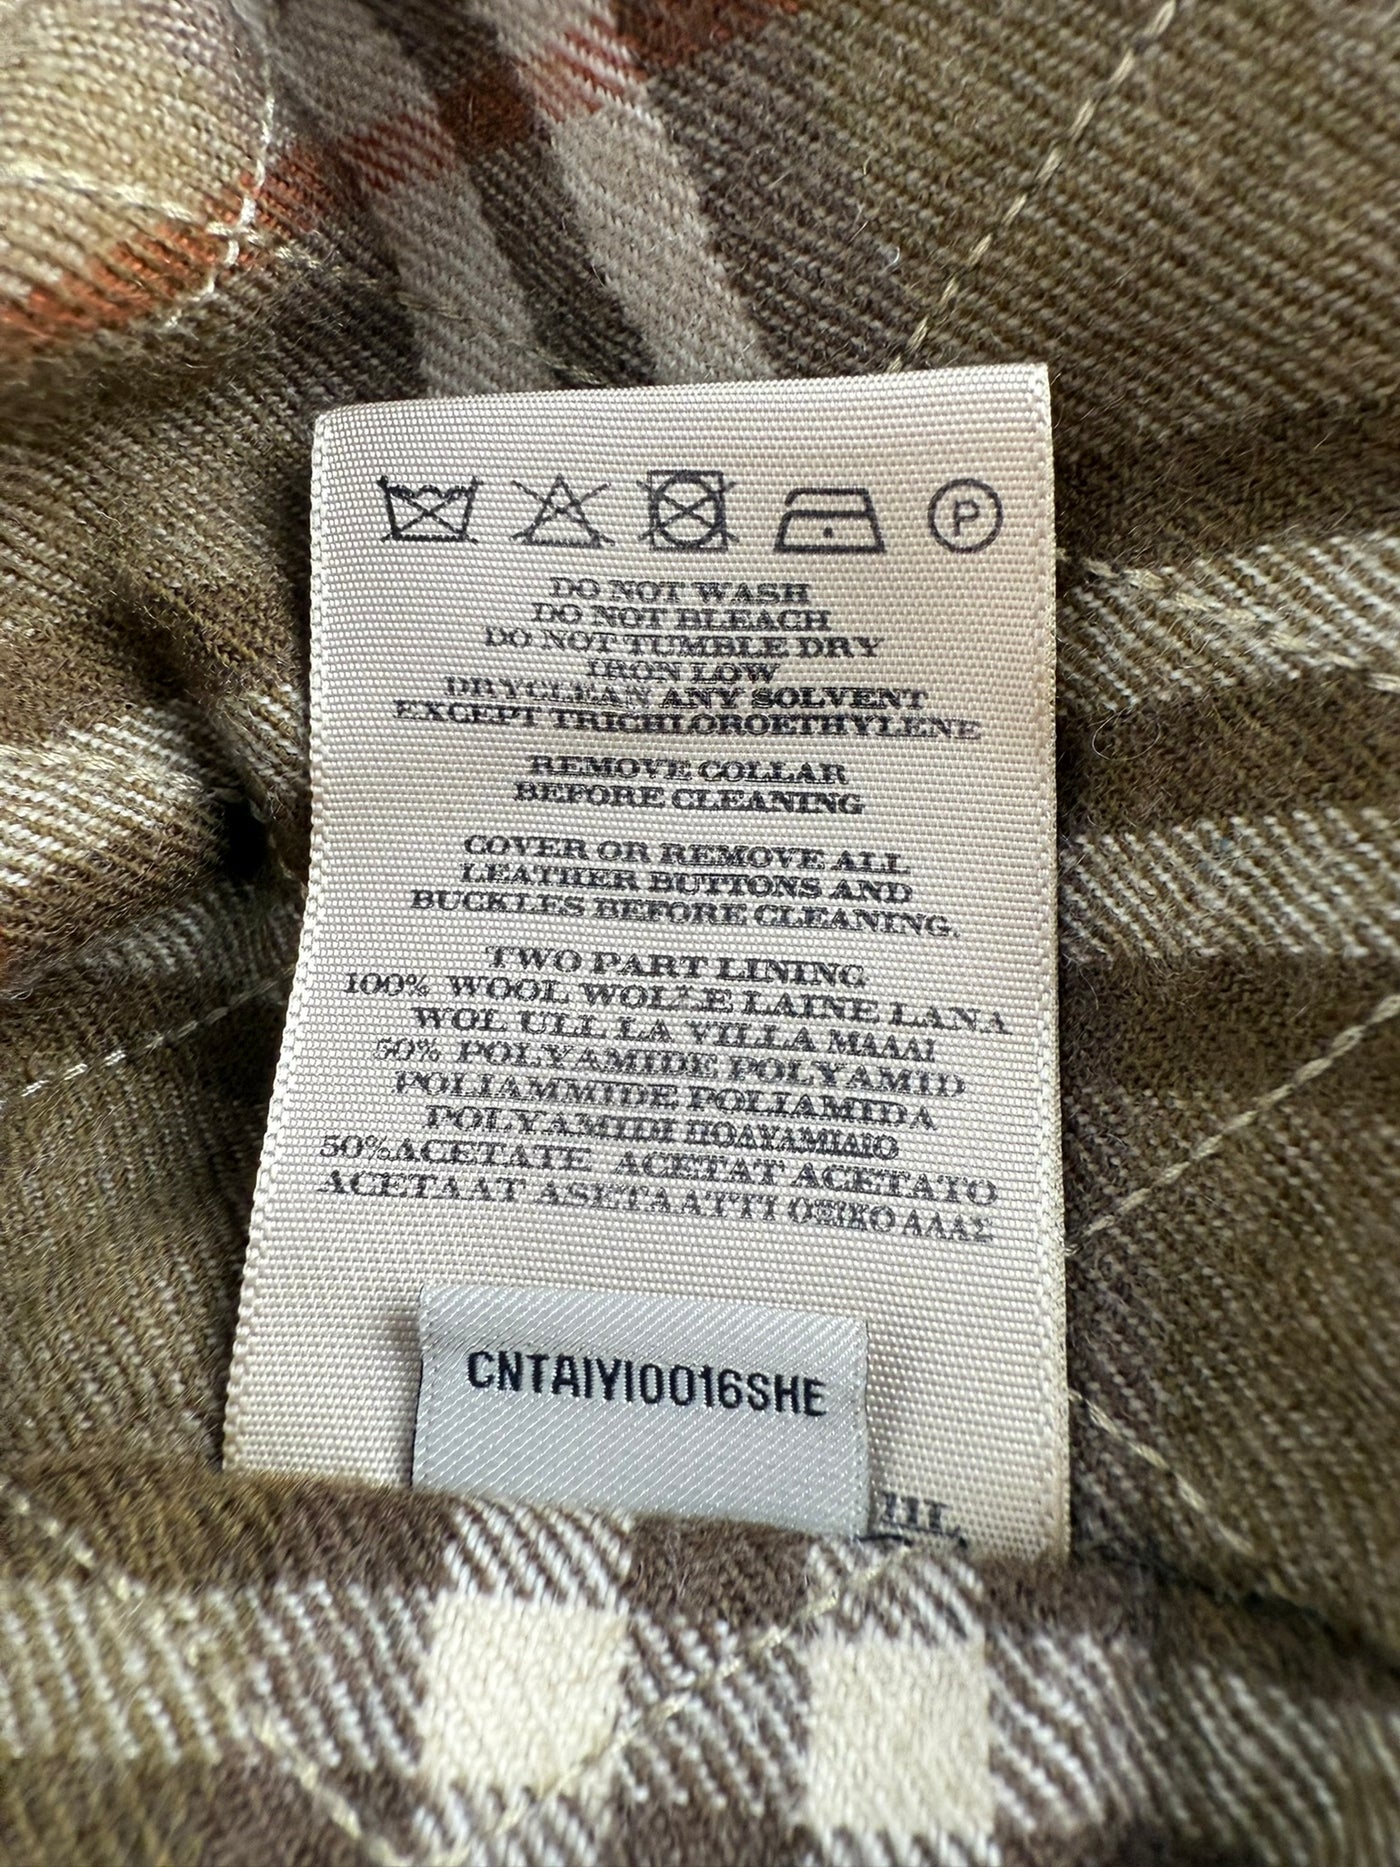 P
DO NOT WASH
DO NOT BLEACH
DO NOT TUMBLE DRY
IRON LOW
DRYCLEAN ANY SOLVENT
EXCEPT TRICHLOROETHYLENE
REMOVE COLLAR
BEFORE CLEANING
COVER OR REMOVE ALL
LEATHER BUTTONS AND
BUCKLES BEFORE CLEANING.
TWO PART LINING
100% WOOL WOLLE LAINE LANA
WOL ULL LA VILLA ΜΑΛΛΙ
50% POLYAMIDE POLYAMID
POLIAMMIDE POLIAMIDA
POLYAMIDI ΠΟΛΥΑΜΙΔΙΟ
50%ACETATE ACETAT ACETATO
ACETAAT ASETAATTI ΟΞΙΚΟ ΑΛΑΣ
CNTAIYI0016SHE